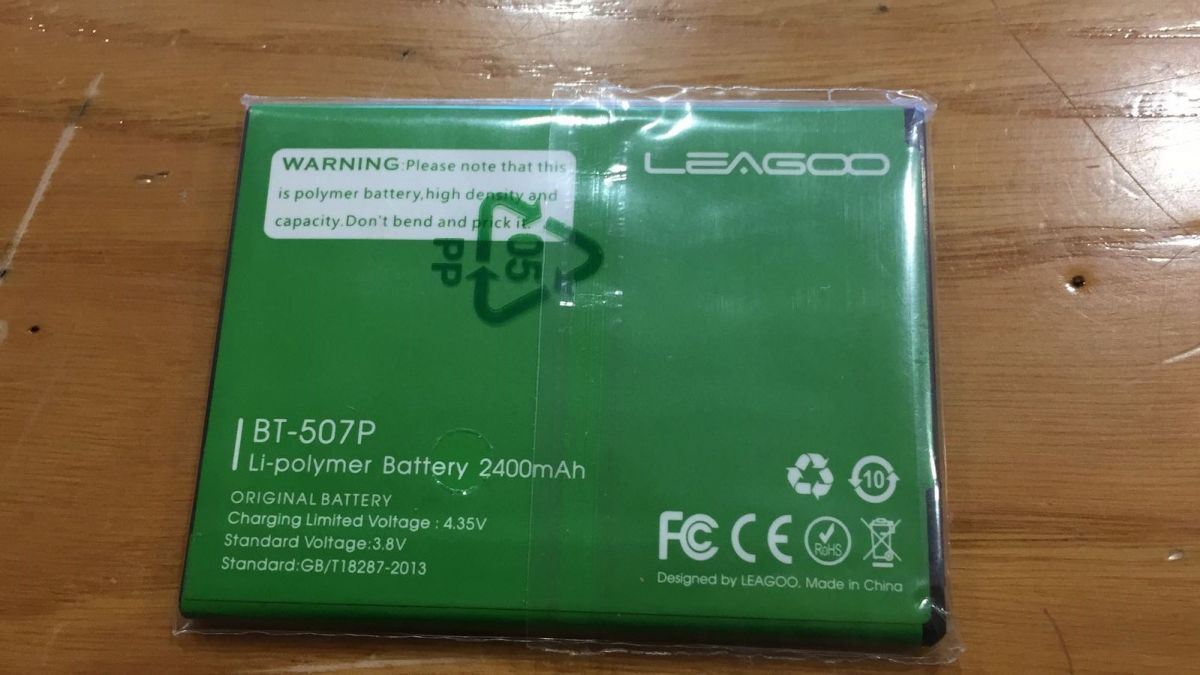 WARNING:Please note that this
is polymer battery,high density and
capacity.Don't bend and prick it.
LEAGOO
05
PP
BT-507P
Li-polymer Battery 2400mAh
ORIGINAL BATTERY
Charging Limited Voltage : 4.35V
Standard Voltage:3.8V
Standard:GB/T18287-2013
10
FC CE RoHS
Designed by LEAGOO. Made in China